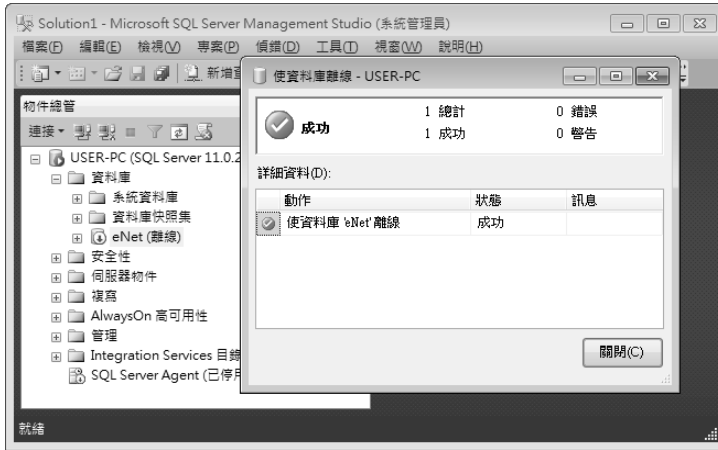 Solution1 - Microsoft SQL Server Management Studio (系統管理員)
檔案(F) 編輯(E) 檢視(V) 專案(P) 偵錯(D) 工具(T) 視窗(W) 說明(H)
新增
使資料庫離線 - USER-PC
成功
1 總計
0 錯誤
1 成功
0 警告
詳細資料(D):
動作 狀態 訊息
使資料庫 'eNet' 離線 成功
關閉(C)
物件總管
連接
USER-PC (SQL Server 11.0.2
資料庫
系統資料庫
資料庫快照集
eNet (離線)
安全性
伺服器物件
複寫
AlwaysOn 高可用性
管理
Integration Services 目錄
SQL Server Agent (已停用
就緒